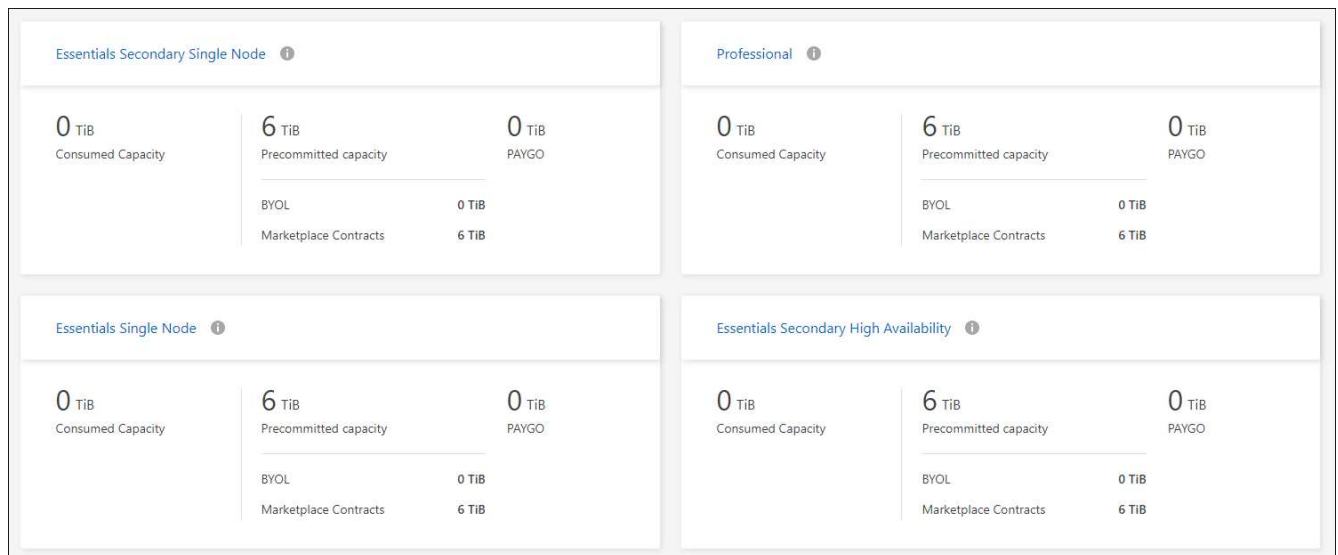 Essentials Secondary Single Node
0 TiB
Consumed Capacity
6 TiB
Precommitted capacity
0 TiB
PAYGO
BYOL 0 TiB
Marketplace Contracts 6 TiB
Professional
0 TiB
Consumed Capacity
6 TiB
Precommitted capacity
0 TiB
PAYGO
BYOL 0 TiB
Marketplace Contracts 6 TiB
Essentials Single Node
0 TiB
Consumed Capacity
6 TiB
Precommitted capacity
0 TiB
PAYGO
BYOL 0 TiB
Marketplace Contracts 6 TiB
Essentials Secondary High Availability
0 TiB
Consumed Capacity
6 TiB
Precommitted capacity
0 TiB
PAYGO
BYOL 0 TiB
Marketplace Contracts 6 TiB